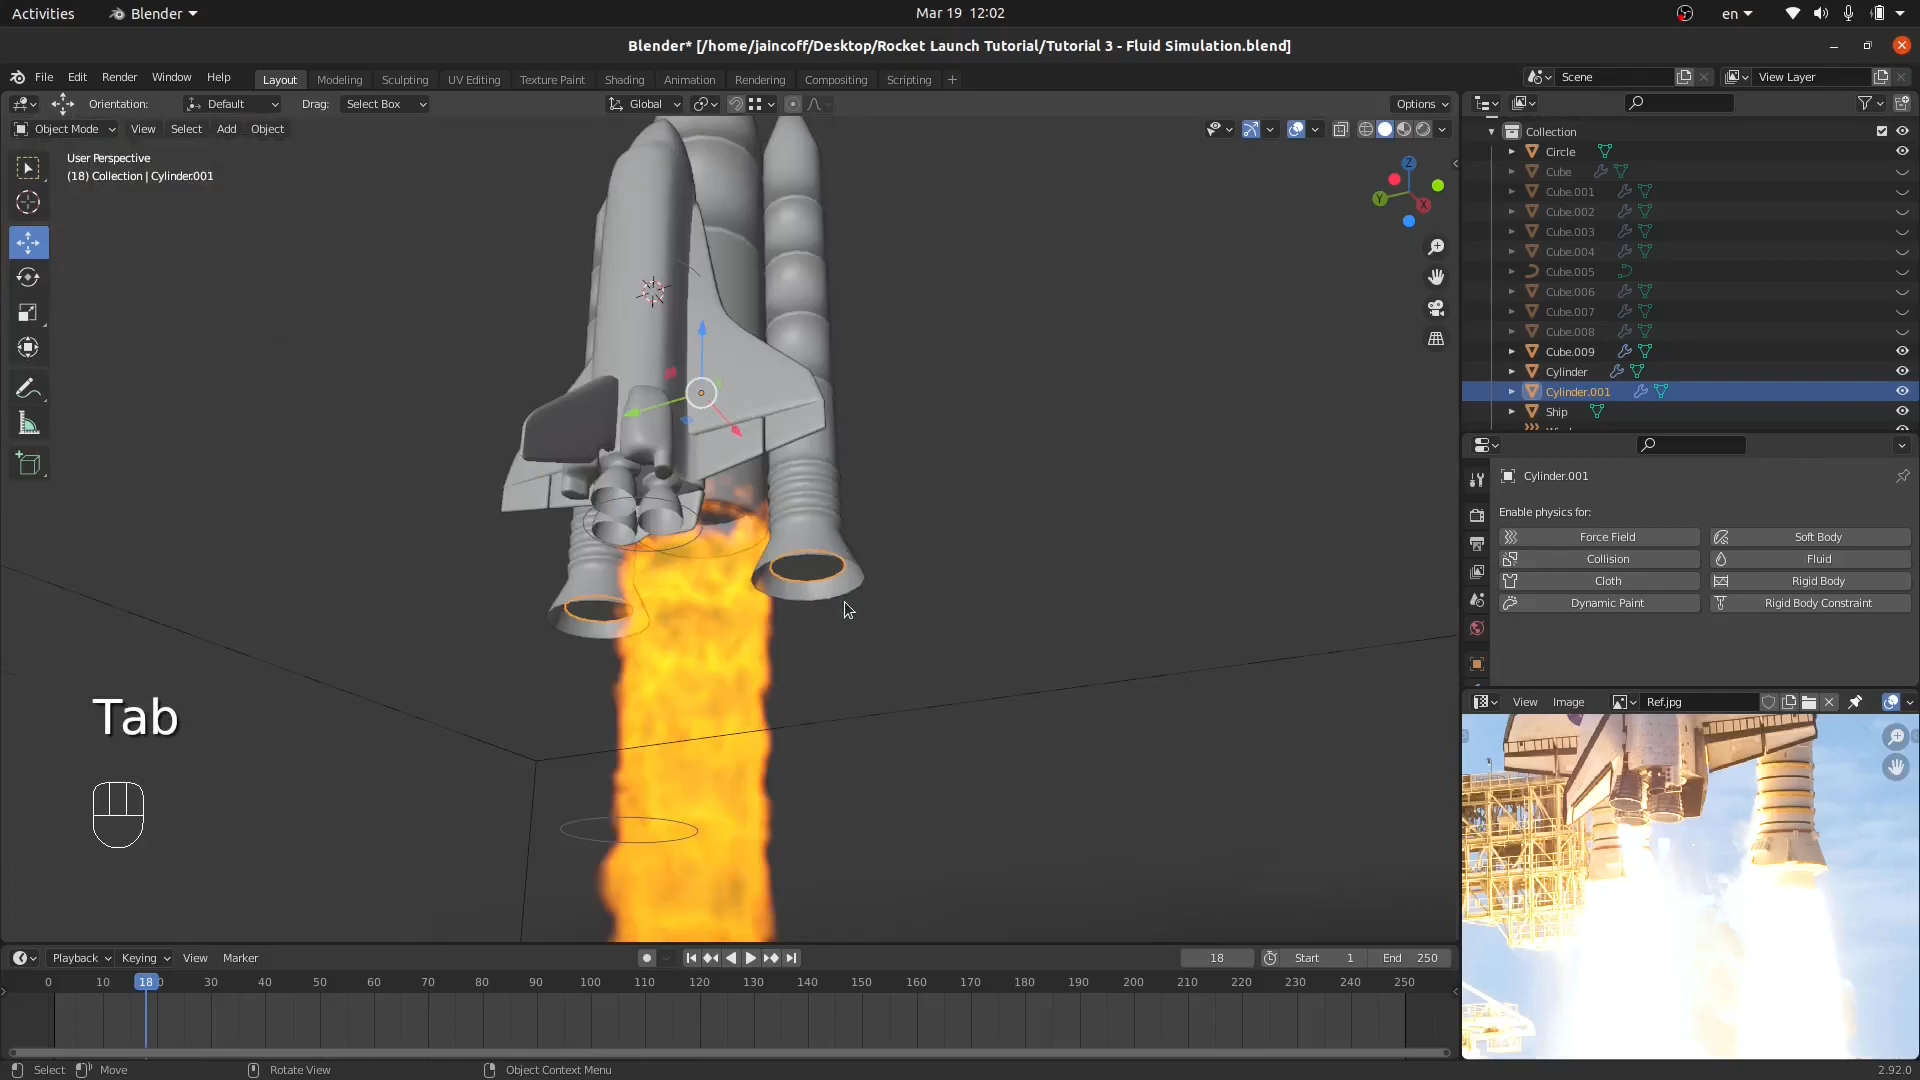 Activities Blender Mar 19 12:02 en
Blender* [/home/jaincoff/Desktop/Rocket Launch Tutorial/Tutorial 3 - Fluid Simulation.blend]
File Edit Render Window Help Layout Modeling Sculpting UV Editing Texture Paint Shading Animation Rendering Compositing Scripting + Scene View Layer
Orientation: Default Drag: Select Box Global Options
Object Mode View Select Add Object
User Perspective
(18) Collection | Cylinder.001
Z
Y
X
Collection
Circle
Cube
Cube.001
Cube.002
Cube.003
Cube.004
Cube.005
Cube.006
Cube.007
Cube.008
Cube.009
Cylinder
Cylinder.001
Ship
Cylinder.001
Enable physics for:
Force Field Soft Body
Collision Fluid
Cloth Rigid Body
Dynamic Paint Rigid Body Constraint
View Image Ref.jpg
Tab
Playback Keying View Marker 18 Start 1 End 250
0 10 18 30 40 50 60 70 80 90 100 110 120 130 140 150 160 170 180 190 200 210 220 230 240 250
Select Move Rotate View Object Context Menu 2.92.0